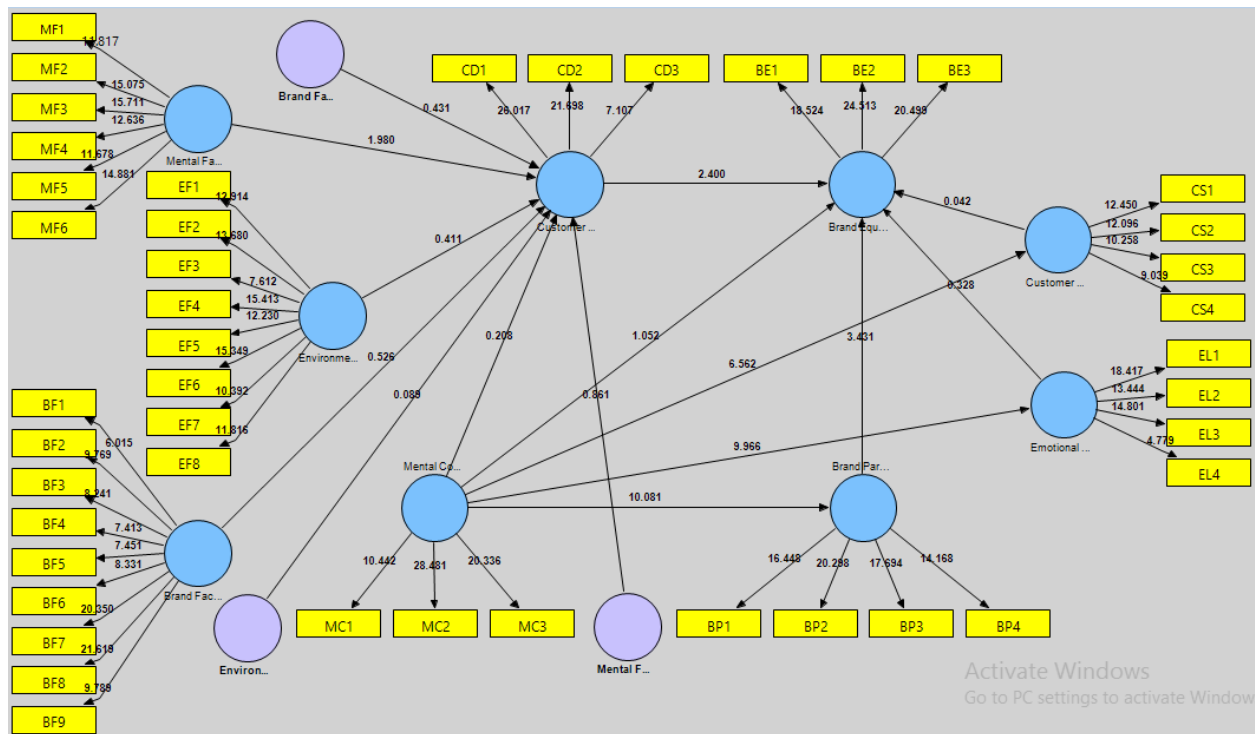 MF1
11.817
MF2
15.075
MF3
15.711
MF4
12.636
MF5
11.678
MF6
14.881
Mental Fa...
Brand Fa...
0.431
1.980
CD1
CD2
CD3
26.017
21.698
7.107
Customer ...
2.400
BE1
BE2
BE3
18.524
24.513
20.499
Brand Equ...
0.042
CS1
CS2
CS3
CS4
12.450
12.096
10.258
9.039
Customer ...
EF1
EF2
EF3
EF4
EF5
EF6
EF7
EF8
12.914
13.680
7.612
15.413
12.230
15.349
10.392
11.816
Environme...
0.411
0.526
0.089
0.208
0.861
1.052
6.562
3.431
0.328
9.966
10.081
EL1
EL2
EL3
EL4
18.417
13.444
14.801
4.779
Emotional ...
BF1
BF2
BF3
BF4
BF5
BF6
BF7
BF8
BF9
6.015
9.769
8.241
7.413
7.451
8.331
20.350
21.619
9.789
Brand Fac...
Mental Co...
10.442
28.481
20.336
MC1
MC2
MC3
Brand Par...
16.448
20.298
17.694
14.168
BP1
BP2
BP3
BP4
Environ...
Mental F...
Activate Windows
Go to PC settings to activate Window